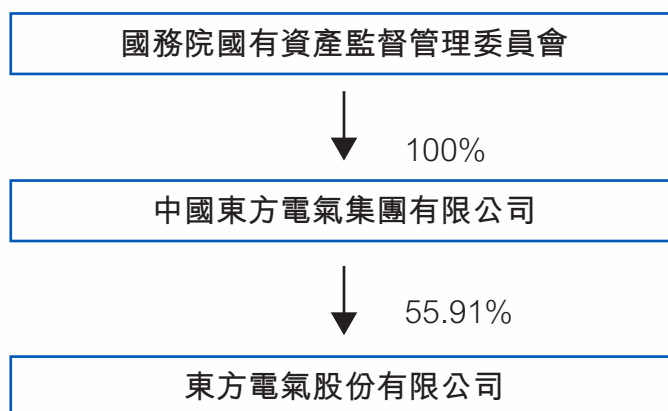 國務院國有資產監督管理委員會
100%
中國東方電氣集團有限公司
55.91%
東方電氣股份有限公司